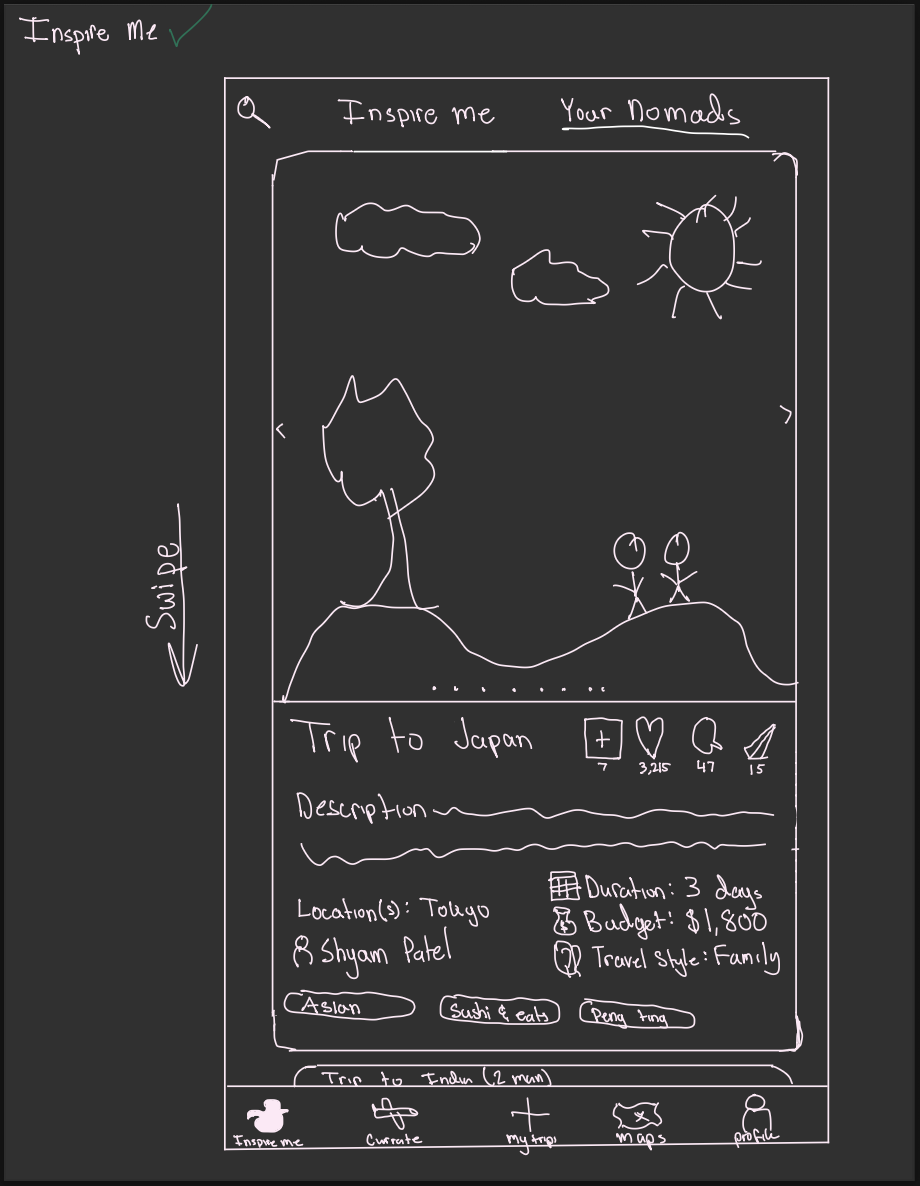 Inspire Me
Inspire me Your Nomads
Swipe
Trip to Japan
7 3,215 47 15
Description
Location(s): Tokyo
Duration: 3 days
Budget: $1,800
Shyam Patel
Travel Style: Family
Asian Sushi & eats Peng ting
Trip to India (2 man)
Inspire me Currate my trips maps profile